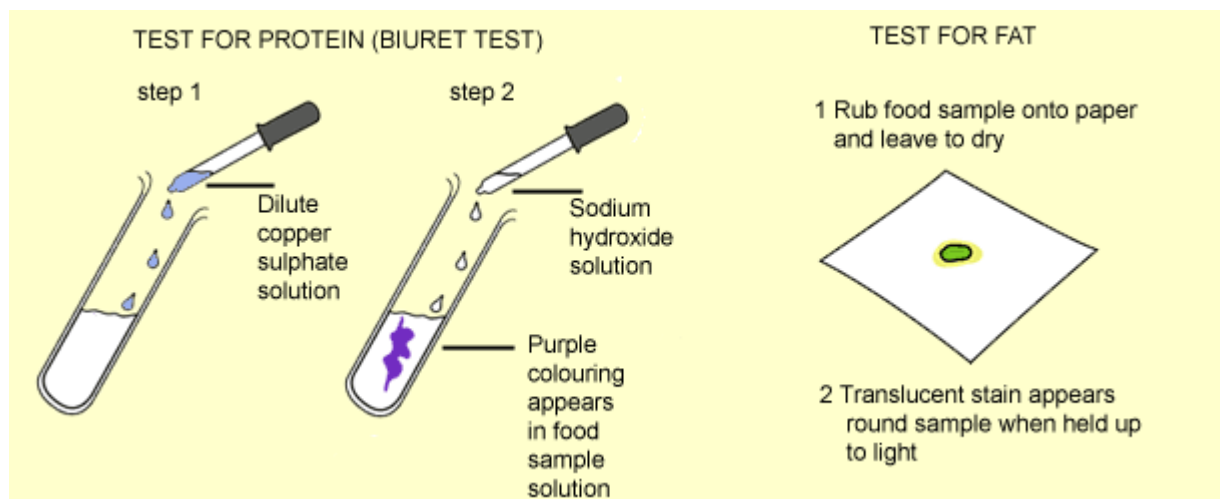 TEST FOR PROTEIN (BIURET TEST)
step 1
Dilute
copper
sulphate
solution
step 2
Sodium
hydroxide
solution
Purple
colouring
appears
in food
sample
solution
TEST FOR FAT
1 Rub food sample onto paper
and leave to dry
2 Translucent stain appears
round sample when held up
to light